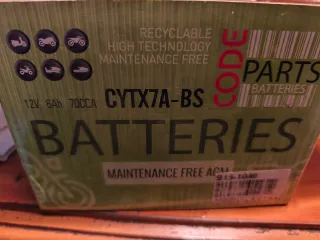 RECYCLABLE
HIGH TECHNOLOGY
MAINTENANCE FREE
CODE
PARTS
BATTERIES
12V 6Ah 70CCA
CYTX7A-BS
BATTERIES
MAINTENANCE FREE AGM